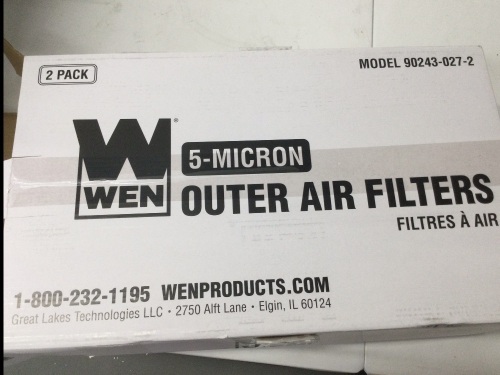 2 PACK
MODEL 90243-027-2
W
WEN
5-MICRON
OUTER AIR FILTERS
FILTRES À AIR
1-800-232-1195 WENPRODUCTS.COM
Great Lakes Technologies LLC • 2750 Alft Lane • Elgin, IL 60124